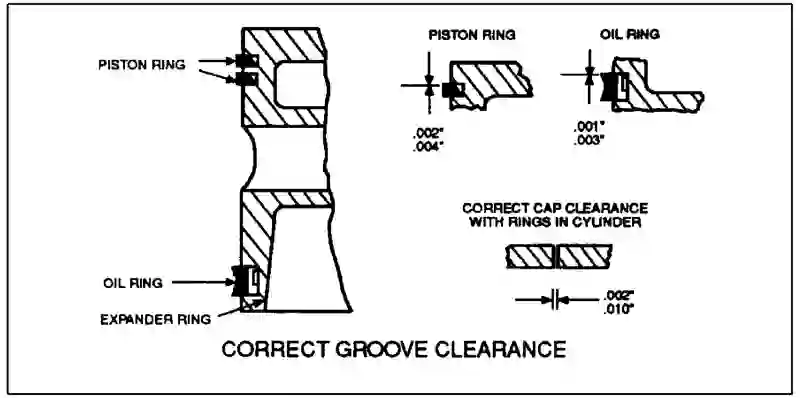 PISTON RING
OIL RING
PISTON RING
.002"
.004"
.001"
.003"
CORRECT CAP CLEARANCE
WITH RINGS IN CYLINDER
.002"
.010"
OIL RING
EXPANDER RING
CORRECT GROOVE CLEARANCE